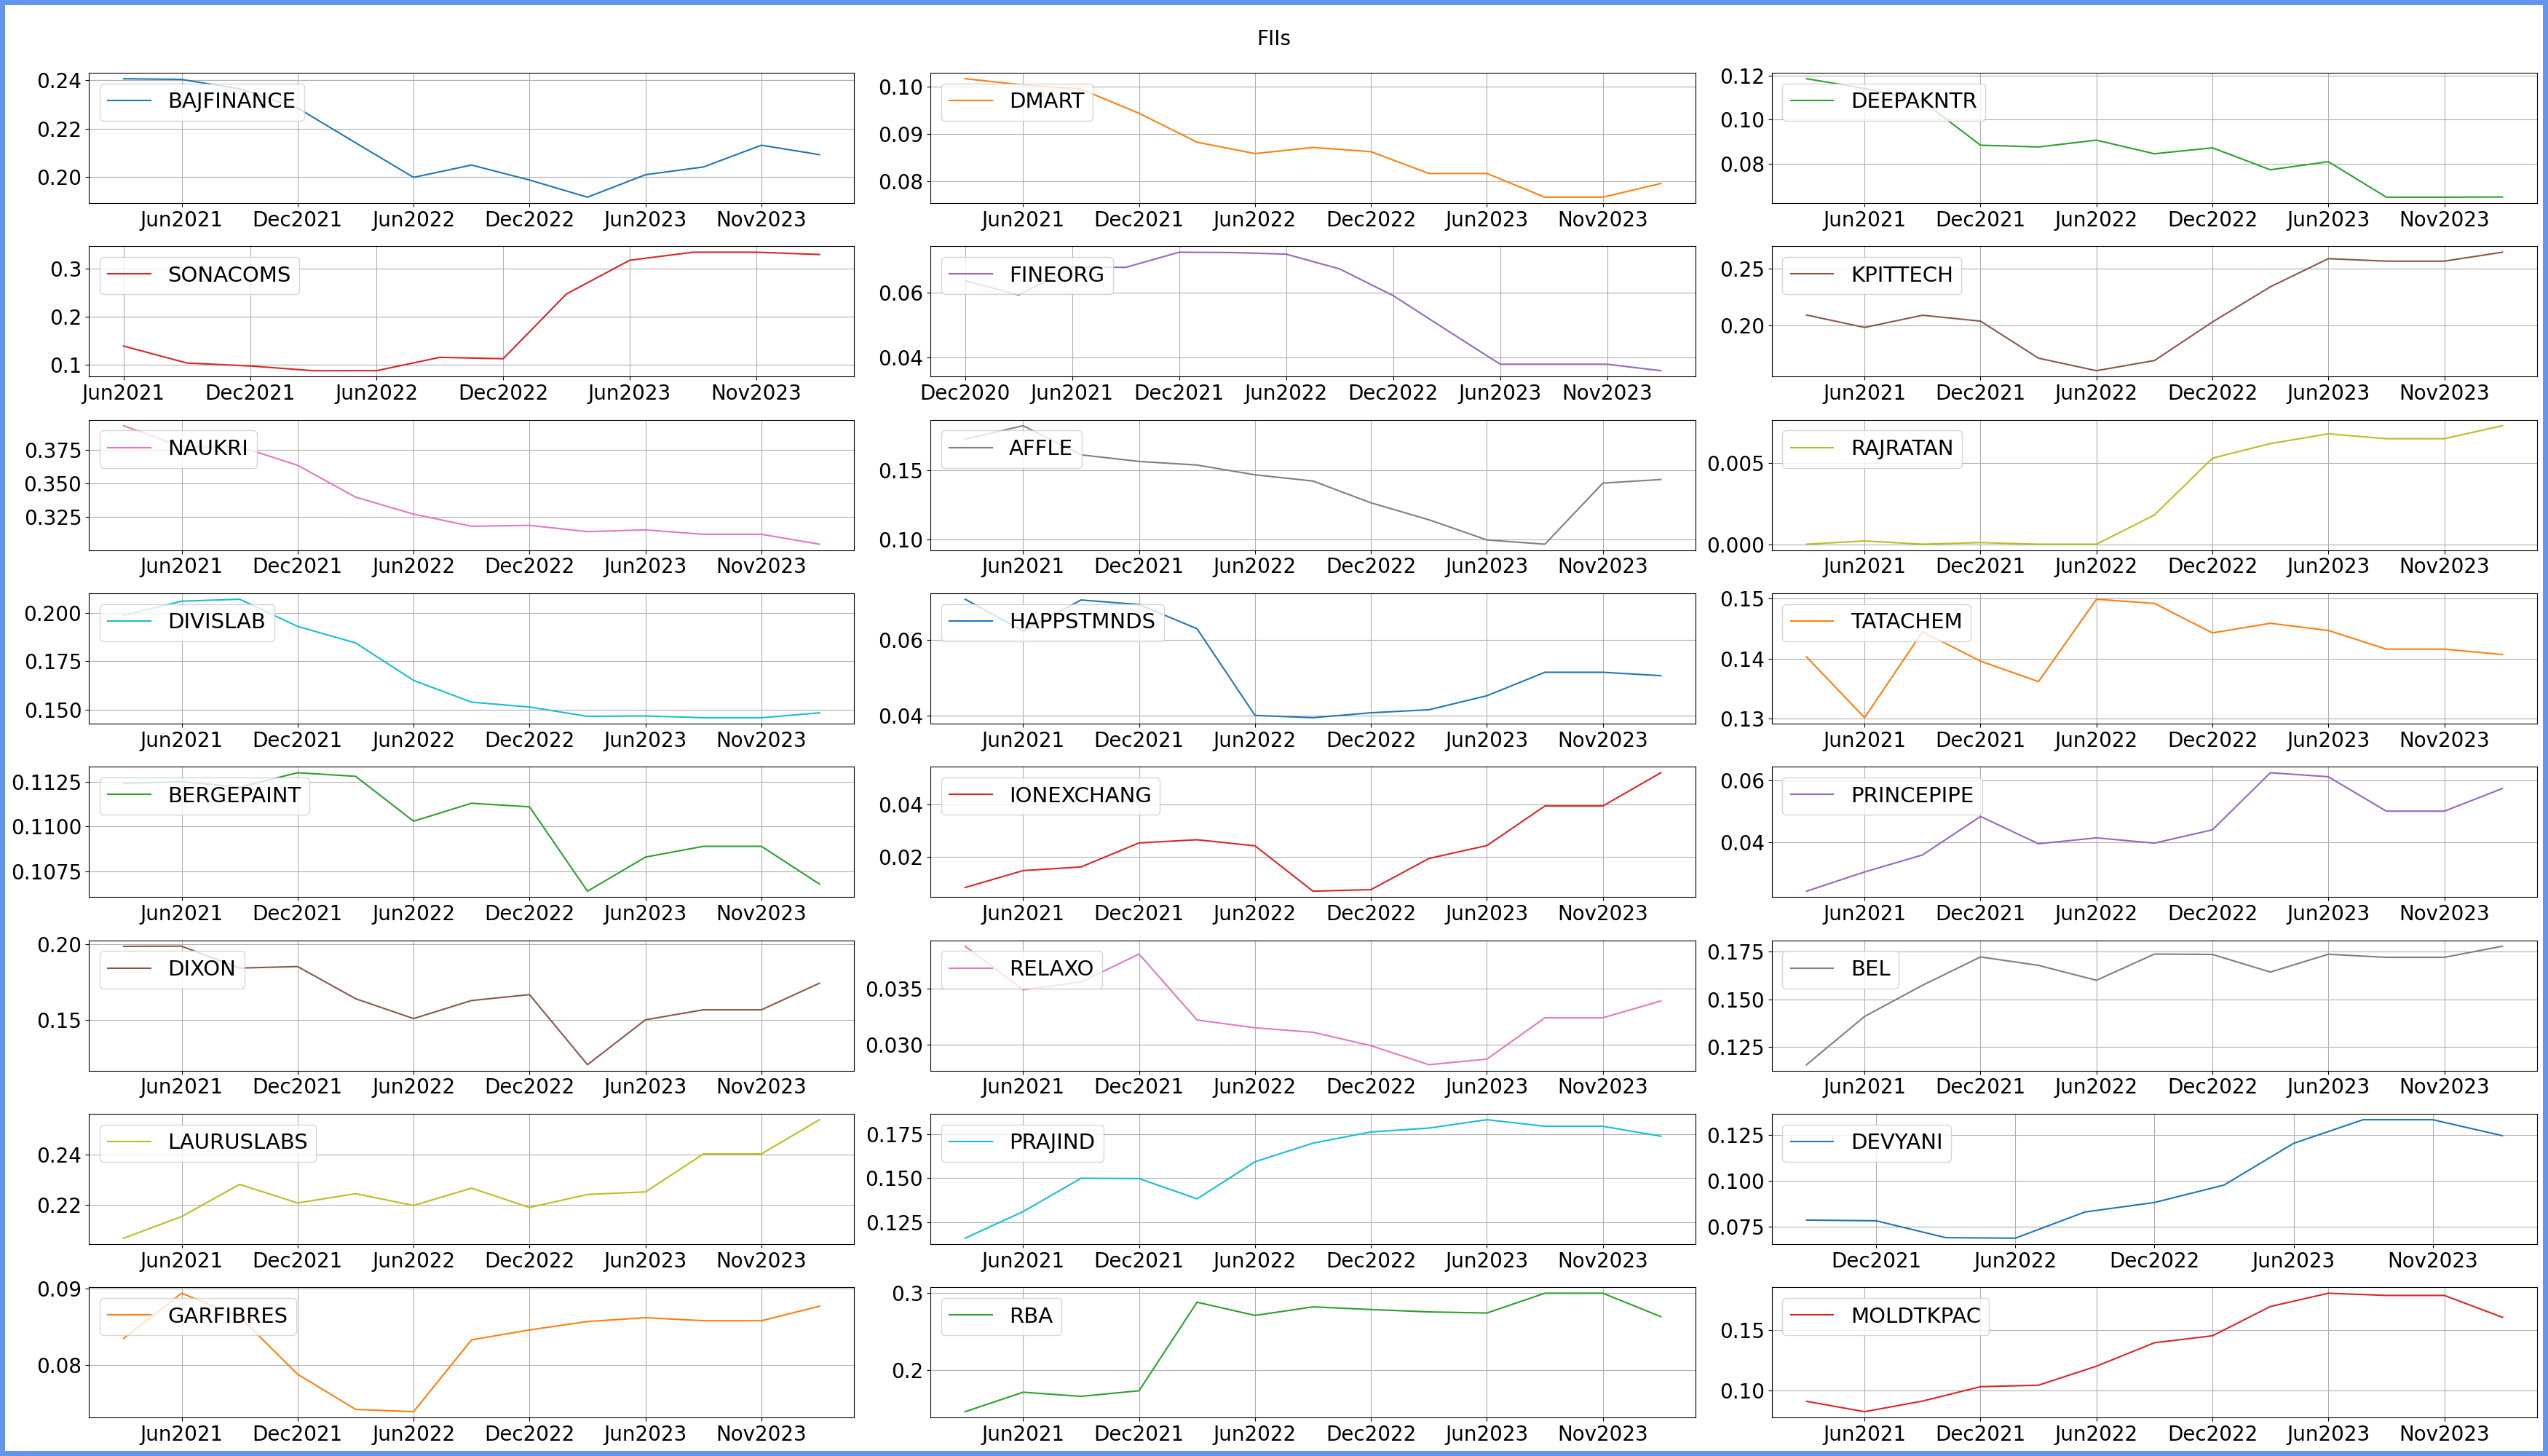 FIIs
0.24
0.22
0.20
BAJFINANCE
Jun2021 Dec2021 Jun2022 Dec2022 Jun2023 Nov2023
0.10
0.09
0.08
DMART
Jun2021 Dec2021 Jun2022 Dec2022 Jun2023 Nov2023
0.12
0.10
0.08
DEEPAKNTR
Jun2021 Dec2021 Jun2022 Dec2022 Jun2023 Nov2023
0.3
0.2
0.1
SONACOMS
Jun2021 Dec2021 Jun2022 Dec2022 Jun2023 Nov2023
0.06
0.04
FINEORG
Dec2020 Jun2021 Dec2021 Jun2022 Dec2022 Jun2023 Nov2023
0.25
0.20
KPITTECH
Jun2021 Dec2021 Jun2022 Dec2022 Jun2023 Nov2023
0.375
0.350
0.325
NAUKRI
Jun2021 Dec2021 Jun2022 Dec2022 Jun2023 Nov2023
0.15
0.10
AFFLE
Jun2021 Dec2021 Jun2022 Dec2022 Jun2023 Nov2023
0.005
0.000
RAJRATAN
Jun2021 Dec2021 Jun2022 Dec2022 Jun2023 Nov2023
0.200
0.175
0.150
DIVISLAB
Jun2021 Dec2021 Jun2022 Dec2022 Jun2023 Nov2023
0.06
0.04
HAPPSTMNDS
Jun2021 Dec2021 Jun2022 Dec2022 Jun2023 Nov2023
0.15
0.14
0.13
TATACHEM
Jun2021 Dec2021 Jun2022 Dec2022 Jun2023 Nov2023
0.1125
0.1100
0.1075
BERGEPAINT
Jun2021 Dec2021 Jun2022 Dec2022 Jun2023 Nov2023
0.04
0.02
IONEXCHANG
Jun2021 Dec2021 Jun2022 Dec2022 Jun2023 Nov2023
0.06
0.04
PRINCEPIPE
Jun2021 Dec2021 Jun2022 Dec2022 Jun2023 Nov2023
0.20
0.15
DIXON
Jun2021 Dec2021 Jun2022 Dec2022 Jun2023 Nov2023
0.035
0.030
RELAXO
Jun2021 Dec2021 Jun2022 Dec2022 Jun2023 Nov2023
0.175
0.150
0.125
BEL
Jun2021 Dec2021 Jun2022 Dec2022 Jun2023 Nov2023
0.24
0.22
LAURUSLABS
Jun2021 Dec2021 Jun2022 Dec2022 Jun2023 Nov2023
0.175
0.150
0.125
PRAJIND
Jun2021 Dec2021 Jun2022 Dec2022 Jun2023 Nov2023
0.125
0.100
0.075
DEVYANI
Dec2021 Jun2022 Dec2022 Jun2023 Nov2023
0.09
0.08
GARFIBRES
Jun2021 Dec2021 Jun2022 Dec2022 Jun2023 Nov2023
0.3
0.2
RBA
Jun2021 Dec2021 Jun2022 Dec2022 Jun2023 Nov2023
0.15
0.10
MOLDTKPAC
Jun2021 Dec2021 Jun2022 Dec2022 Jun2023 Nov2023